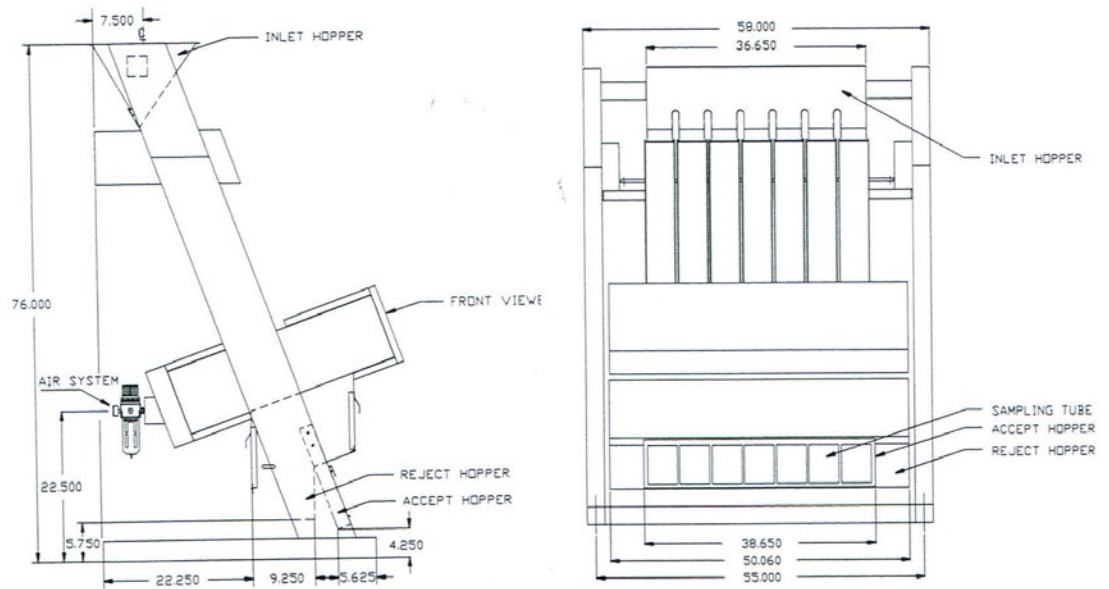 7.500
INLET HOPPER
76.000
FRONT VIEWE
AIR SYSTEM
22.500
REJECT HOPPER
ACCEPT HOPPER
5.750
4.250
22.250
9.250
5.625
58.000
36.650
INLET HOPPER
SAMPLING TUBE
ACCEPT HOPPER
REJECT HOPPER
38.650
50.060
55.000